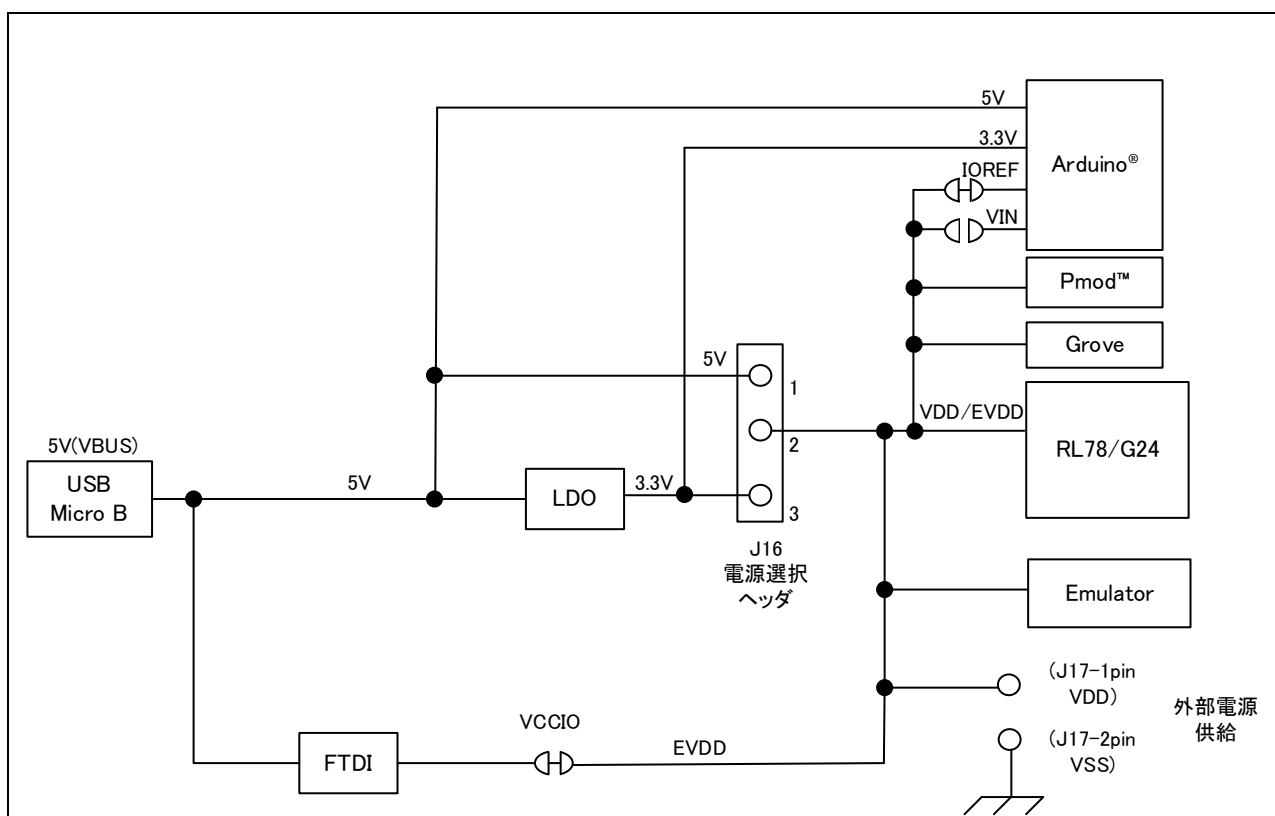 5V
3.3V
IOREF
VIN
Arduino®
Pmod™
Grove
5V
1
2
3
VDD/EVDD
RL78/G24
5V(VBUS)
USB
Micro B
5V
LDO
3.3V
J16
電源選択
ヘッダ
Emulator
(J17-1pin
VDD)
外部電源
供給
(J17-2pin
VSS)
VCCIO
FTDI
EVDD